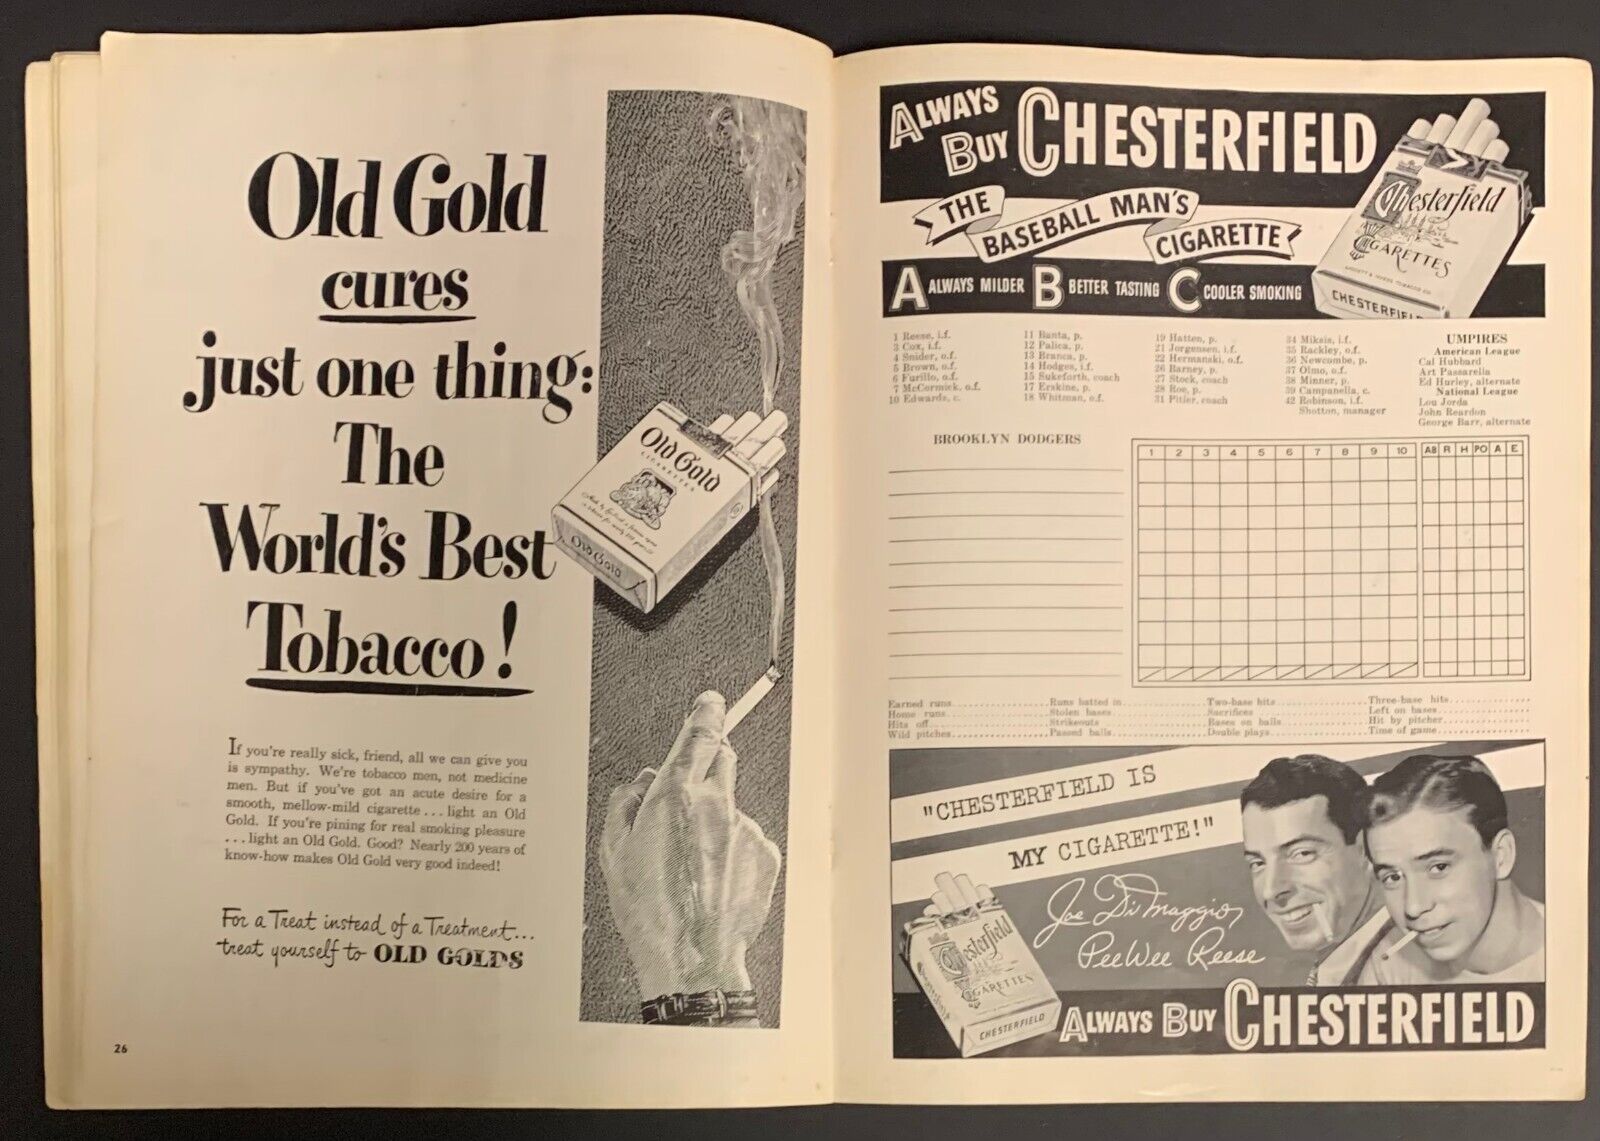 Old Gold
cures
just one thing:
The
World's Best
Tobacco!
Old Gold
CIGARETTES
Old Gold
If you're really sick, friend, all we can give you
is sympathy. We're tobacco men, not medicine
men. But if you've got an acute desire for a
smooth, mellow-mild cigarette . . . light an Old
Gold. If you're pining for real smoking pleasure
. . . light an Old Gold. Good? Nearly 200 years of
know-how makes Old Gold very good indeed!
For a Treat instead of a Treatment...
treat yourself to OLD GOLDS
26
ALWAYS
BUY CHESTERFIELD
THE BASEBALL MAN'S CIGARETTE
A ALWAYS MILDER B BETTER TASTING C COOLER SMOKING
Chesterfield
CIGARETTES
LIGGETT & MYERS TOBACCO CO.
CHESTERFIEL
1 Reese, i.f.
3 Cox, i.f.
4 Snider, o.f.
5 Brown, o.f.
6 Furillo, o.f.
7 McCormick, o.f.
10 Edwards, c.
11 Banta, p.
12 Palica, p.
13 Branca, p.
14 Hodges, i.f.
15 Sukeforth, coach
17 Erskine, p.
18 Whitman, o.f.
19 Hatten, p.
21 Jorgensen, i.f.
22 Hermanski, o.f.
26 Barney, p.
27 Stock, coach
28 Roe, p.
31 Pitler, coach
34 Miksis, i.f.
35 Rackley, o.f.
36 Newcombe, p.
37 Olmo, o.f.
38 Minner, p.
39 Campanella, c.
42 Robinson, i.f.
Shotton, manager
UMPIRES
American League
Cal Hubbard
Art Passarella
Ed Hurley, alternate
National League
Lou Jorda
John Reardon
George Barr, alternate
BROOKLYN DODGERS
1 2 3 4 5 6 7 8 9 10 AB R H PO A E
Earned runs..........Runs batted in..........Two-base hits..........Three-base hits..........
Home runs..........Stolen bases..........Sacrifices..........Left on bases..........
Hits off..........Strikeouts..........Bases on balls..........Hit by pitcher..........
Wild pitches..........Passed balls..........Double plays..........Time of game..........
"CHESTERFIELD IS
MY CIGARETTE!"
Joe DiMaggio
PeeWee Reese
Chesterfield
CIGARETTES
CHESTERFIELD
ALWAYS BUY CHESTERFIELD